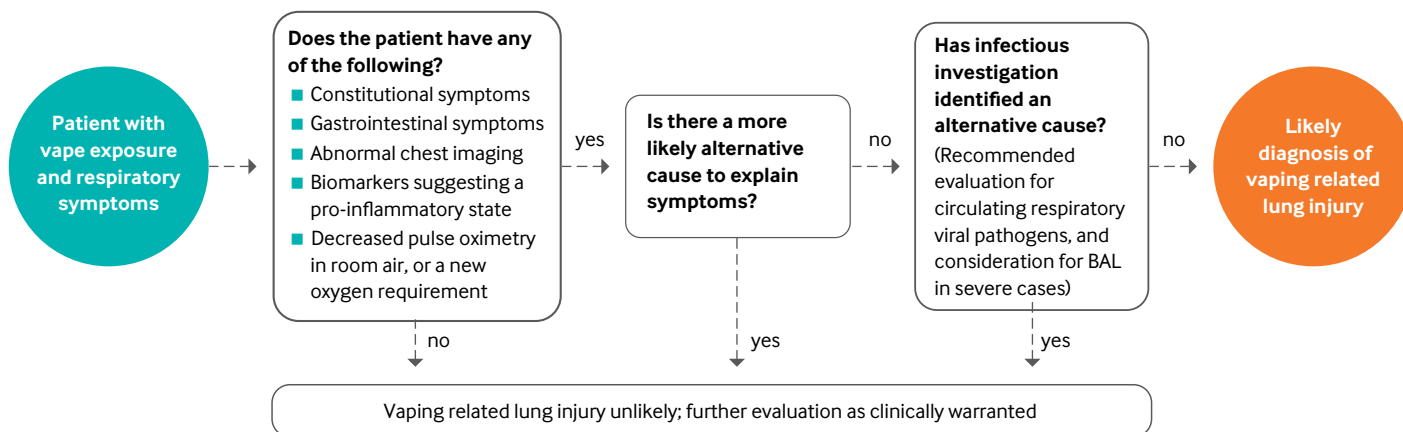 Patient with
vape exposure
and respiratory
symptoms
Does the patient have any
of the following?
Constitutional symptoms
Gastrointestinal symptoms
Abnormal chest imaging
Biomarkers suggesting a
pro-inflammatory state
Decreased pulse oximetry
in room air, or a new
oxygen requirement
yes
no
Is there a more
likely alternative
cause to explain
symptoms?
no
yes
Has infectious
investigation
identified an
alternative cause?
(Recommended
evaluation for
circulating respiratory
viral pathogens, and
consideration for BAL
in severe cases)
no
yes
Likely
diagnosis of
vaping related
lung injury
Vaping related lung injury unlikely; further evaluation as clinically warranted